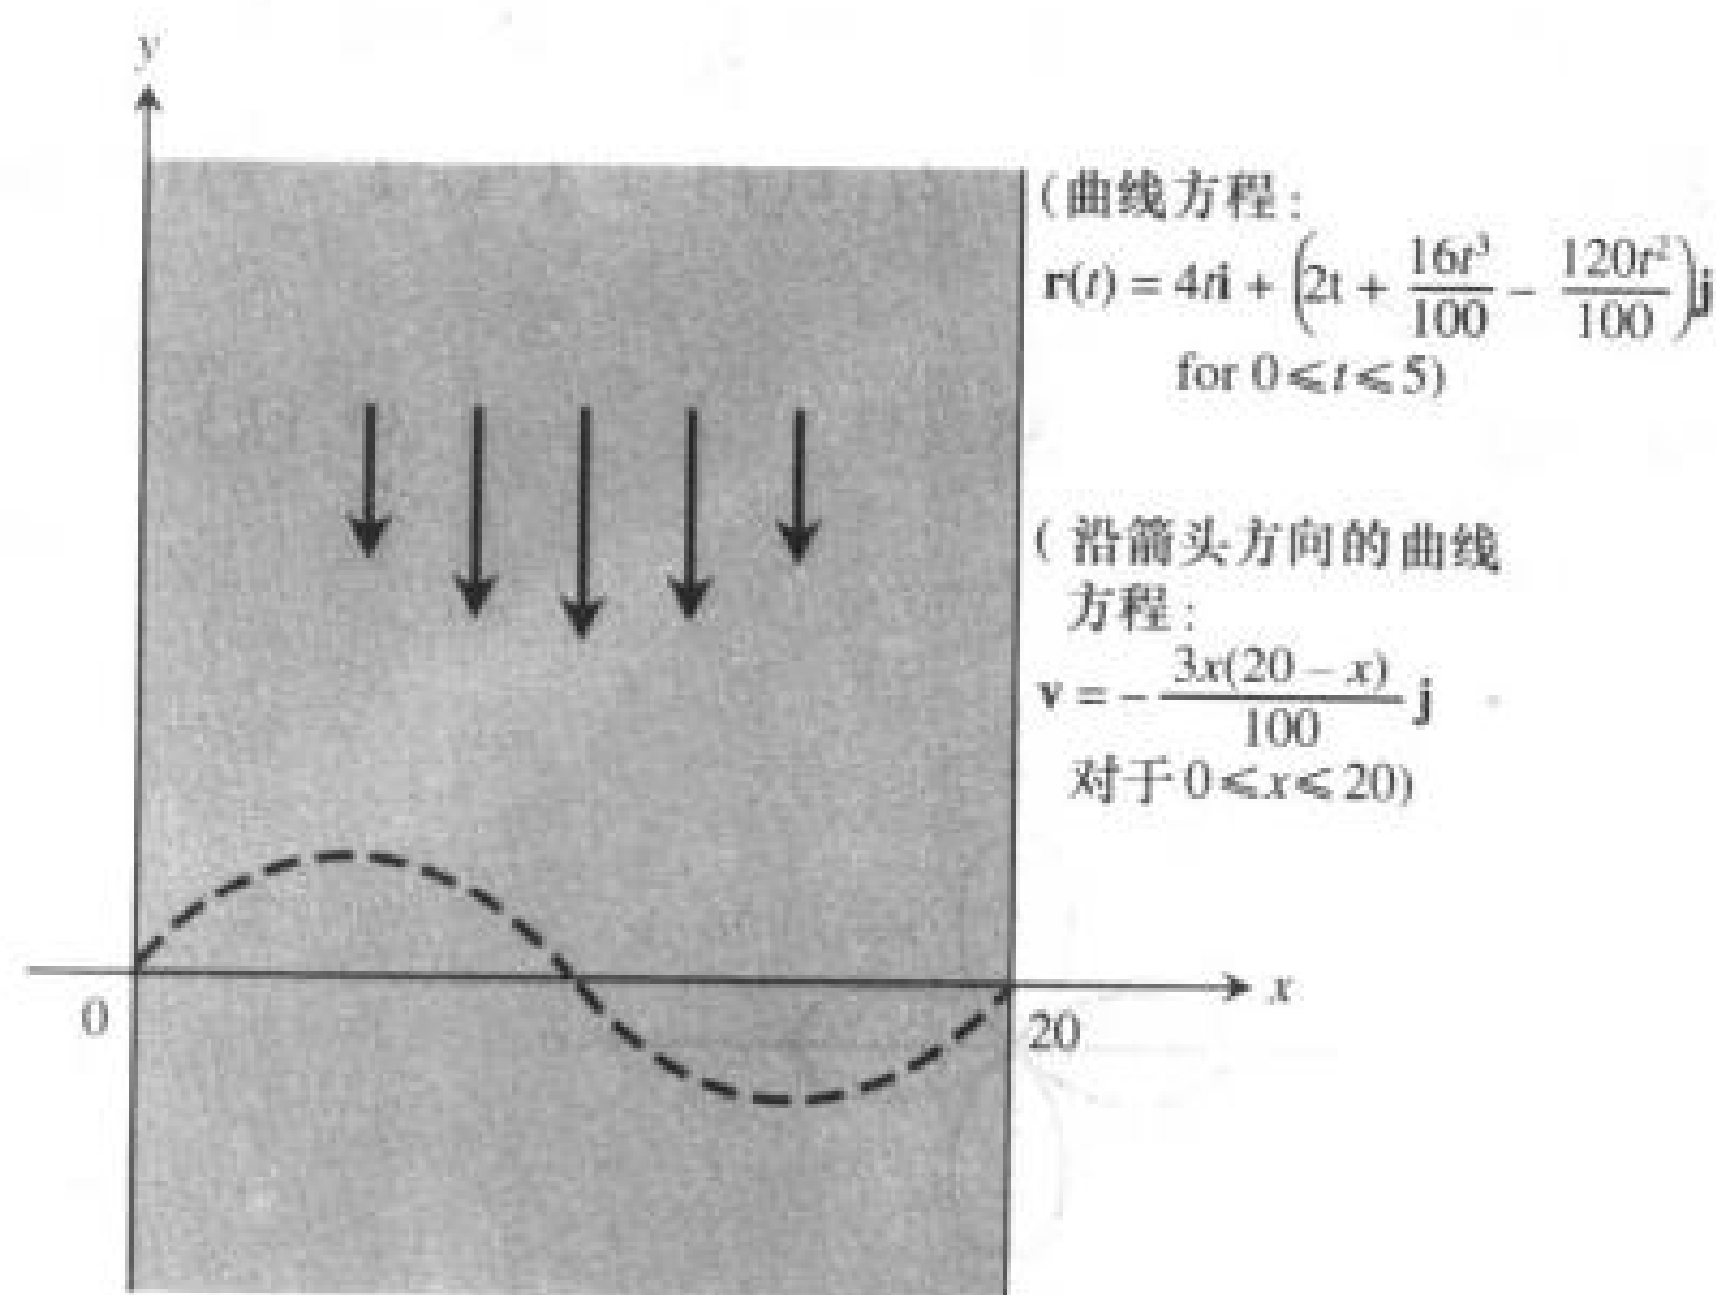 y
(曲线方程:
r(t) = 4ti + (2t + 16t³/100 − 120t²/100)j
for 0≤t≤5)
(沿箭头方向的曲线
方程:
v = − 3x(20 − x)/100 j
对于 0≤x≤20)
x
0
20